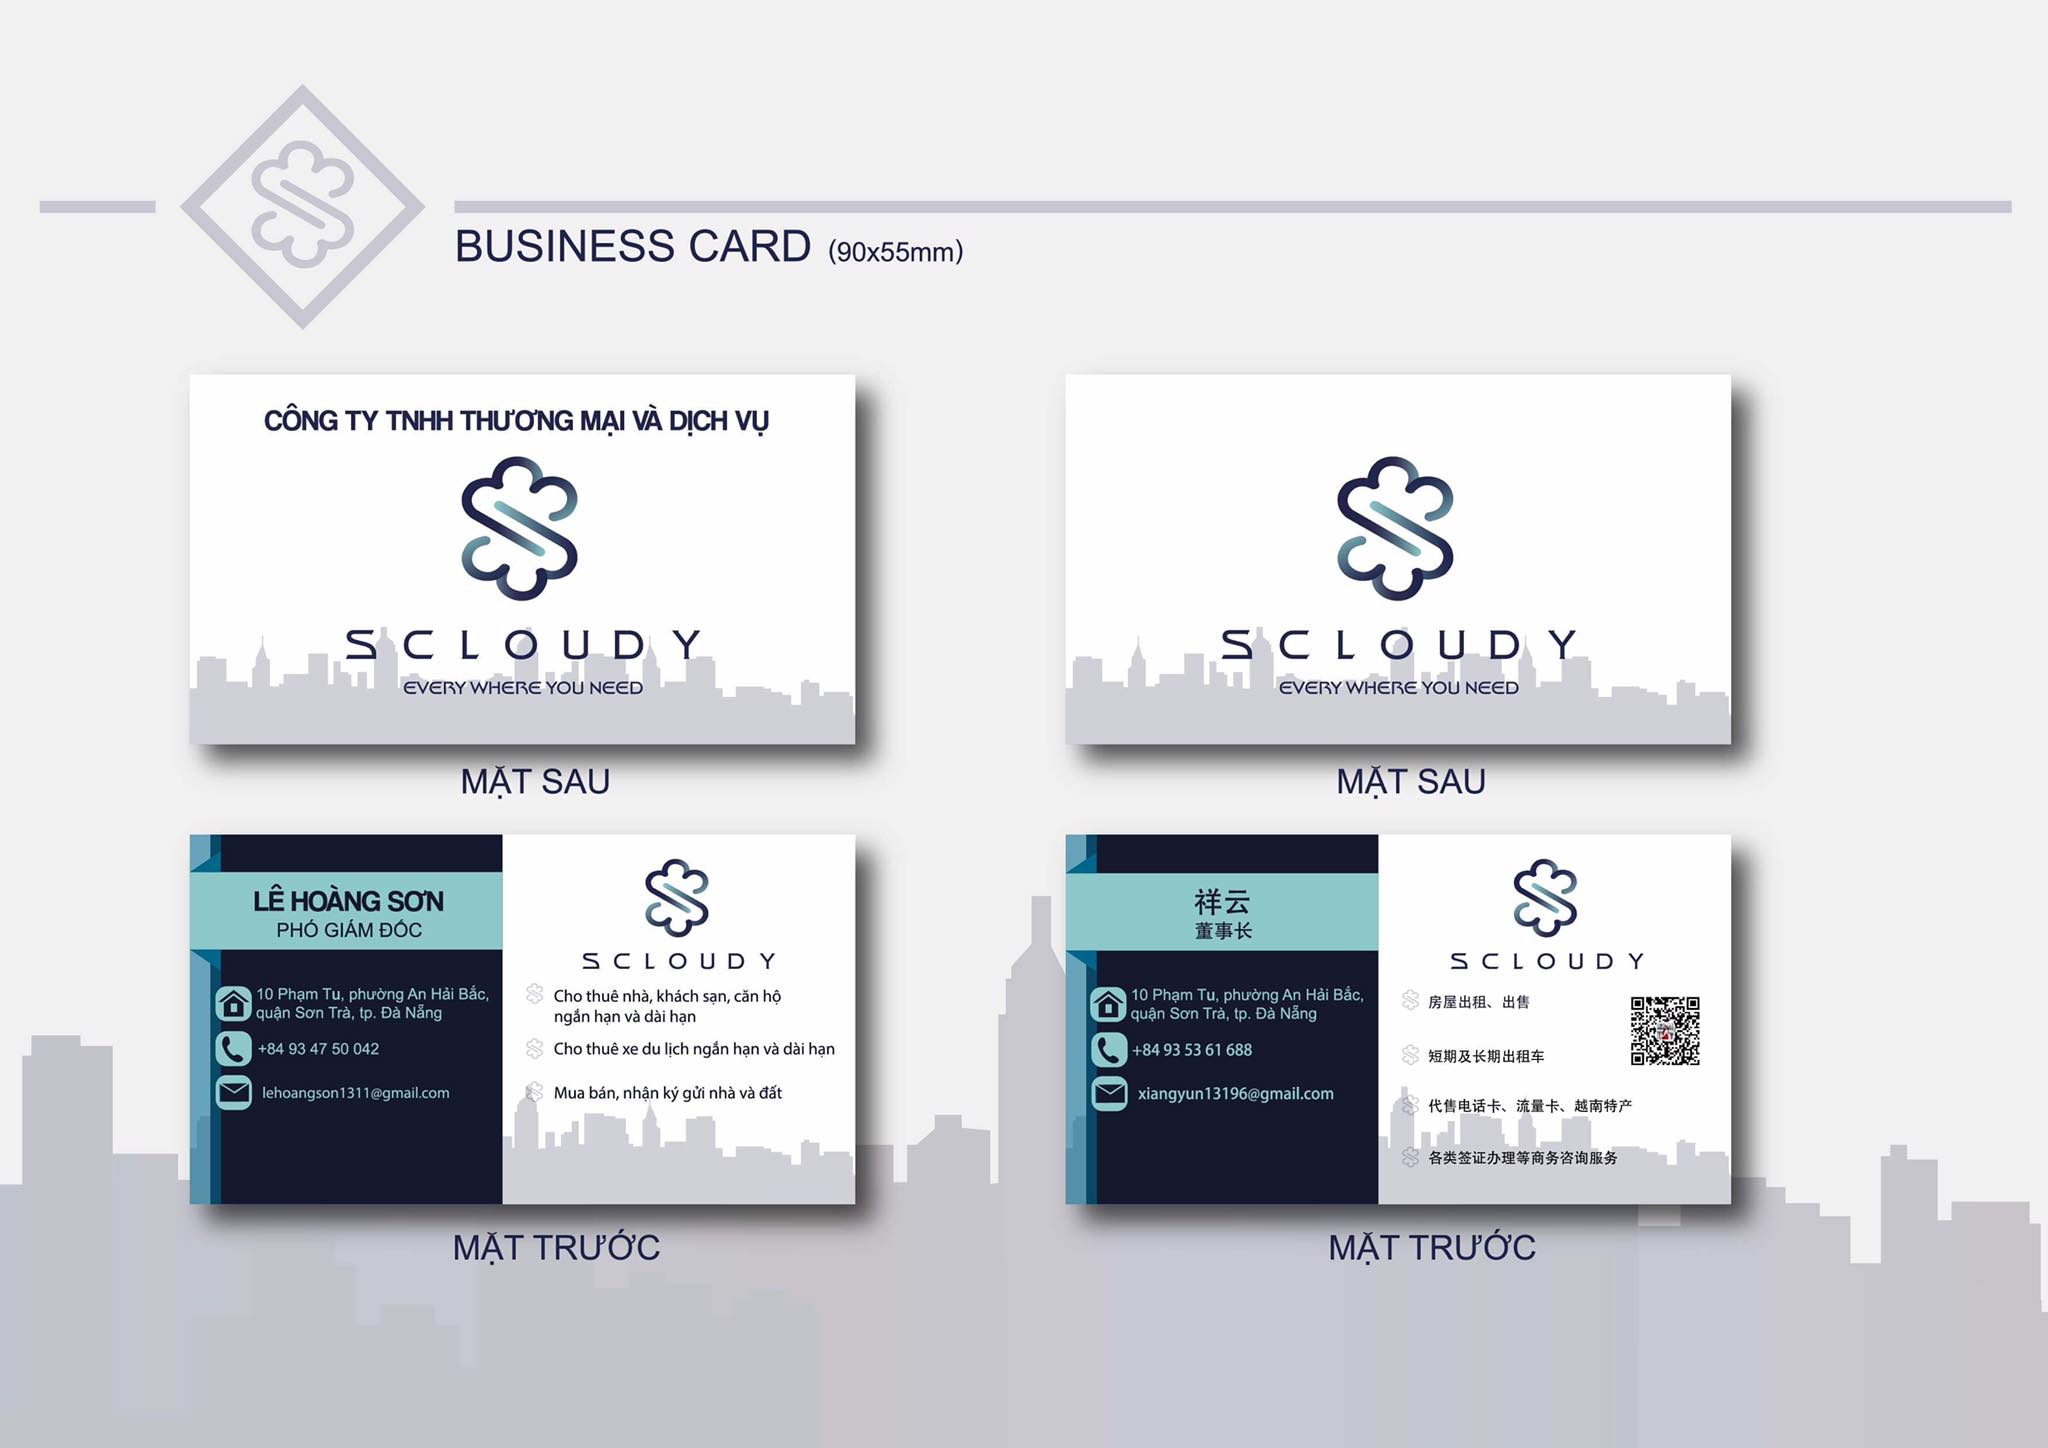 BUSINESS CARD (90x55mm)
CÔNG TY TNHH THƯƠNG MẠI VÀ DỊCH VỤ
SCLOUDY
EVERY WHERE YOU NEED
MẶT SAU
SCLOUDY
EVERY WHERE YOU NEED
MẶT SAU
LÊ HOÀNG SƠN
PHÓ GIÁM ĐỐC
10 Phạm Tu, phường An Hải Bắc,
quận Sơn Trà, tp. Đà Nẵng
+84 93 47 50 042
lehoangson1311@gmail.com
SCLOUDY
Cho thuê nhà, khách sạn, căn hộ
ngắn hạn và dài hạn
Cho thuê xe du lịch ngắn hạn và dài hạn
Mua bán, nhận ký gửi nhà và đất
MẶT TRƯỚC
祥云
董事长
10 Phạm Tu, phường An Hải Bắc,
quận Sơn Trà, tp. Đà Nẵng
+84 93 53 61 688
xiangyun13196@gmail.com
SCLOUDY
房屋出租、出售
短期及长期出租车
代售电话卡、流量卡、越南特产
各类签证办理等商务咨询服务
MẶT TRƯỚC